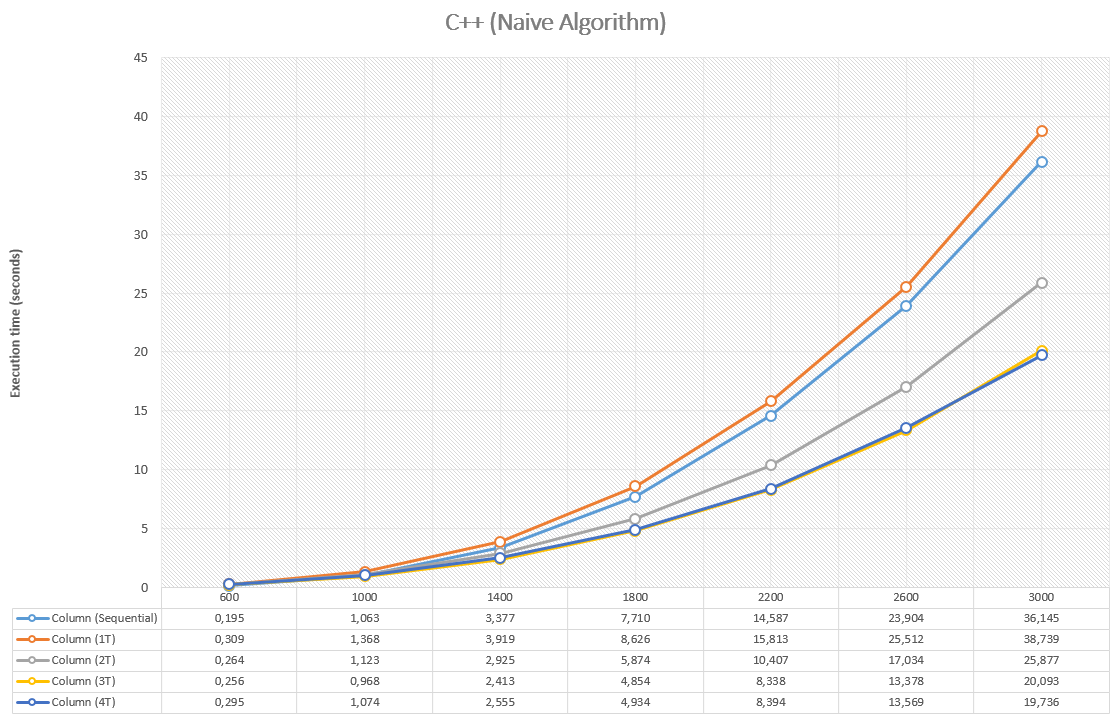 C++ (Naive Algorithm)
45
40
35
30
25
20
15
10
5
0
Execution time (seconds)
600 1000 1400 1800 2200 2600 3000
Column (Sequential) 0,195 1,063 3,377 7,710 14,587 23,904 36,145
Column (1T) 0,309 1,368 3,919 8,626 15,813 25,512 38,739
Column (2T) 0,264 1,123 2,925 5,874 10,407 17,034 25,877
Column (3T) 0,256 0,968 2,413 4,854 8,338 13,378 20,093
Column (4T) 0,295 1,074 2,555 4,934 8,394 13,569 19,736